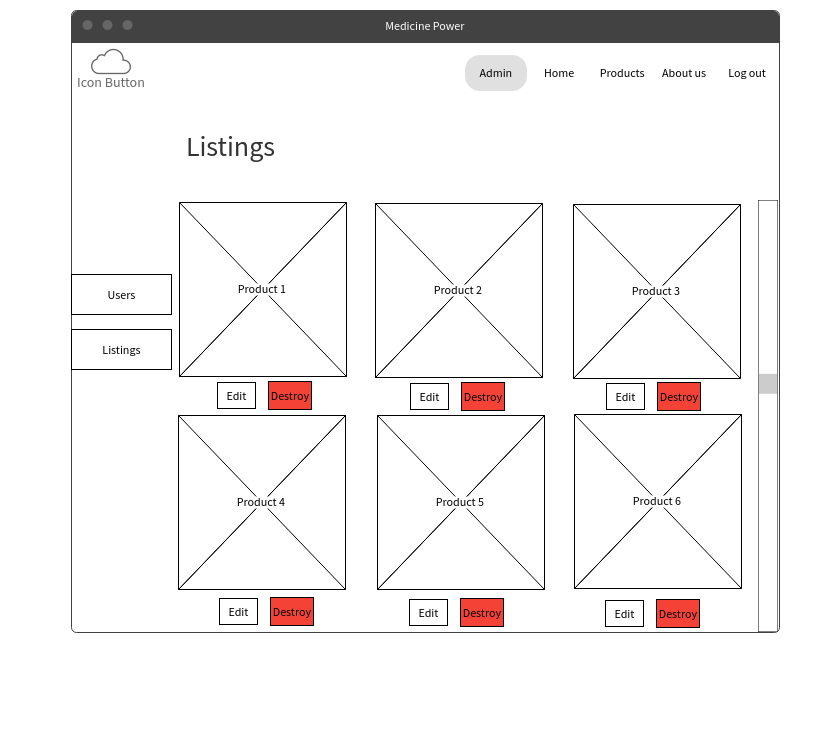 Medicine Power
Icon Button
Admin Home Products About us Log out
Listings
Users
Listings
Product 1 Product 2 Product 3
Edit Destroy Edit Destroy Edit Destroy
Product 4 Product 5 Product 6
Edit Destroy Edit Destroy Edit Destroy